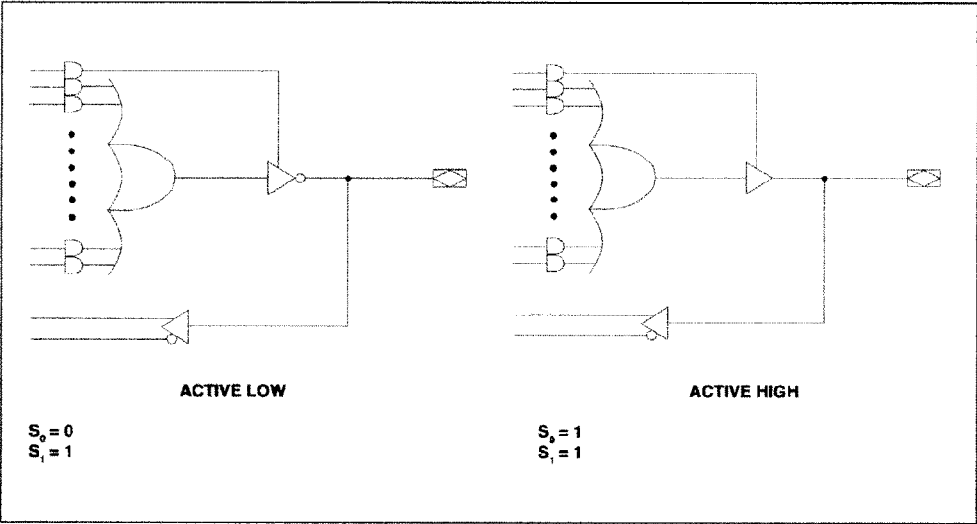 ACTIVE LOW
S₀ = 0
S₁ = 1
ACTIVE HIGH
S₀ = 1
S₁ = 1